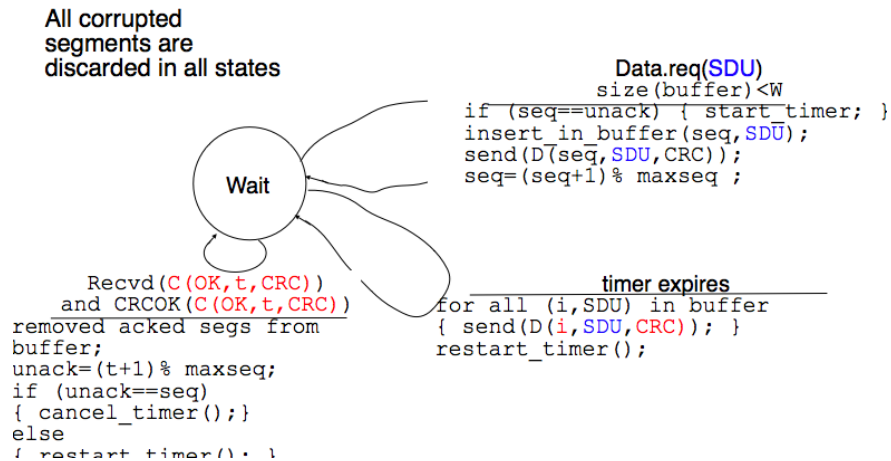 All corrupted
segments are
discarded in all states
Data.req(SDU)
size(buffer)<W
if (seq==unack) { start_timer; }
insert_in_buffer(seq,SDU);
send(D(seq,SDU,CRC));
seq=(seq+1)% maxseq ;
Wait
Recvd(C(OK,t,CRC))
and CRCOK(C(OK,t,CRC))
removed acked segs from
buffer;
unack=(t+1)% maxseq;
if (unack==seq)
{ cancel_timer();}
else
{ restart_timer(); }
timer expires
for all (i,SDU) in buffer
{ send(D(i,SDU,CRC)); }
restart_timer();